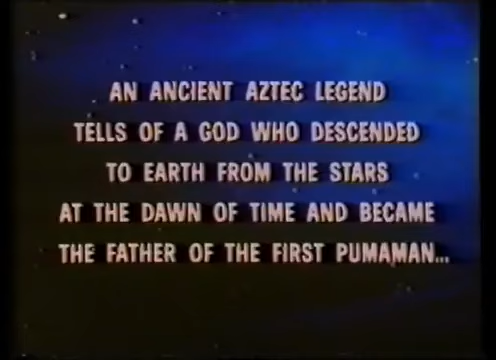 AN ANCIENT AZTEC LEGEND
TELLS OF A GOD WHO DESCENDED
TO EARTH FROM THE STARS
AT THE DAWN OF TIME AND BECAME
THE FATHER OF THE FIRST PUMAMAN...